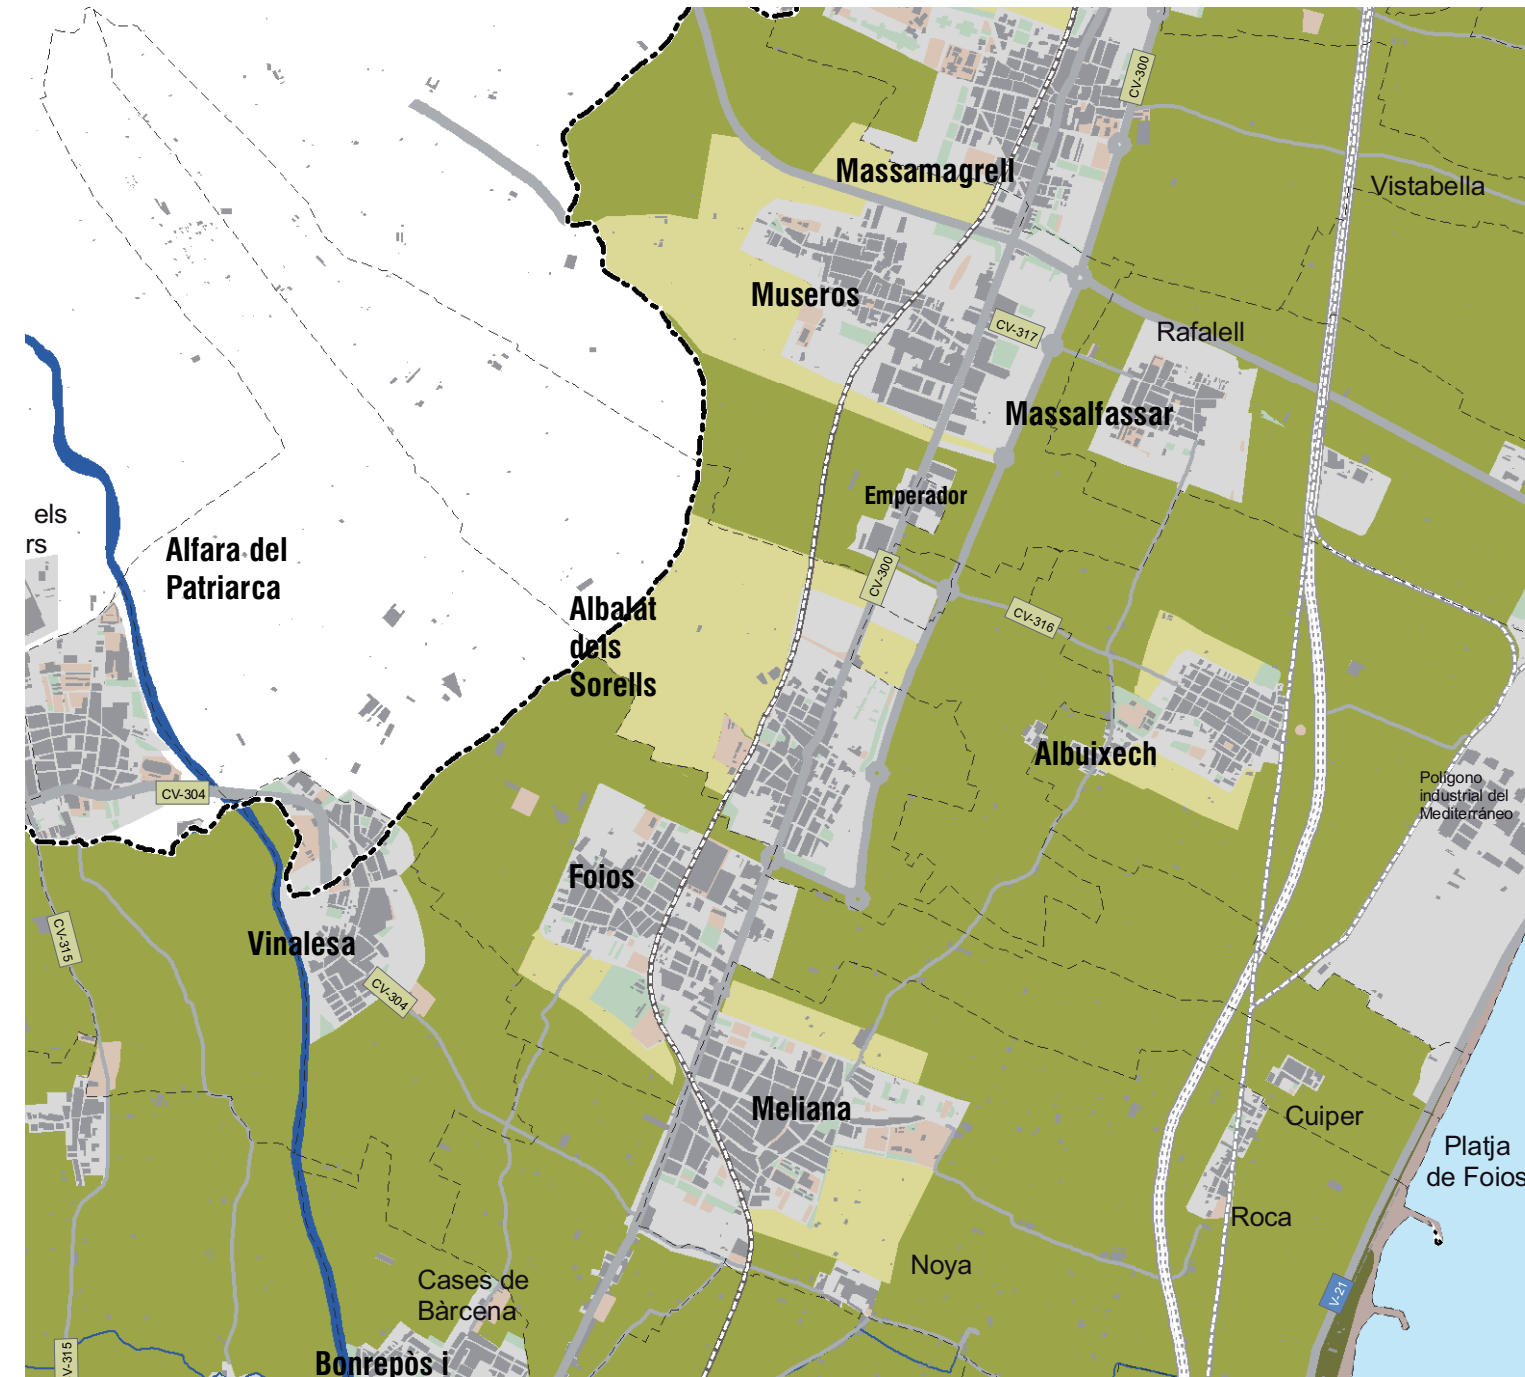 CV-300
Massamagrell
Vistabella
Museros
CV-317
Rafalell
Massalfassar
Emperador
els
rs
Alfara del
Patriarca
CV-300
Albalat
dels
Sorells
CV-316
Albuixech
Polígono
industrial del
Mediterráneo
CV-304
Foios
CV-315
Vinalesa
CV-304
Meliana
Cuiper
Platja
de Foios
Roca
Noya
Cases de
Bàrcena
V-21
V-315
Bonrepòs i